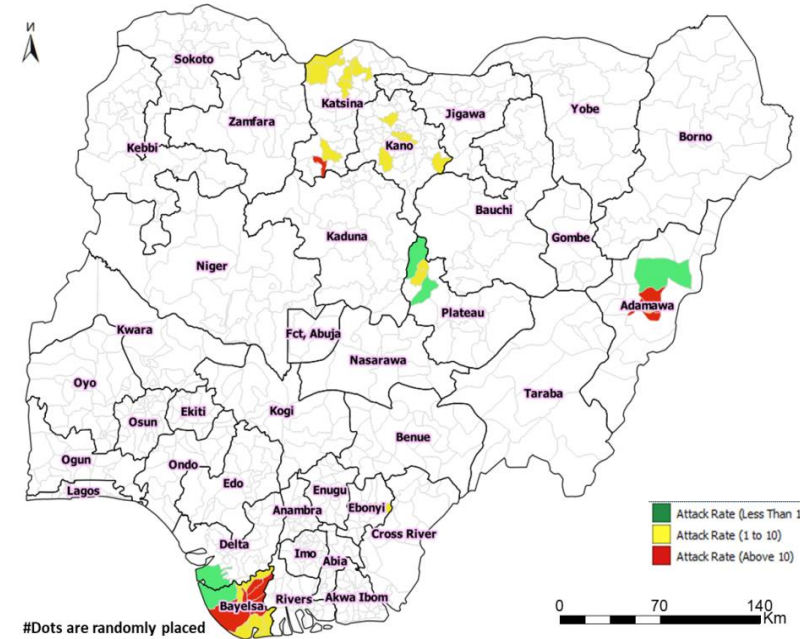 N
Sokoto
Katsina
Zamfara
Jigawa
Yobe
Borno
Kebbi
Kano
Bauchi
Kaduna
Gombe
Niger
Adamawa
Plateau
Kwara
Fct, Abuja
Nasarawa
Oyo
Taraba
Osun
Ekiti
Kogi
Benue
Ogun
Ondo
Edo
Lagos
Enugu
Anambra
Ebonyi
Cross River
Delta
Imo
Abia
Bayelsa
Rivers
Akwa Ibom
Attack Rate (Less Than 1
Attack Rate (1 to 10)
Attack Rate (Above 10)
0 70 140
Km
#Dots are randomly placed